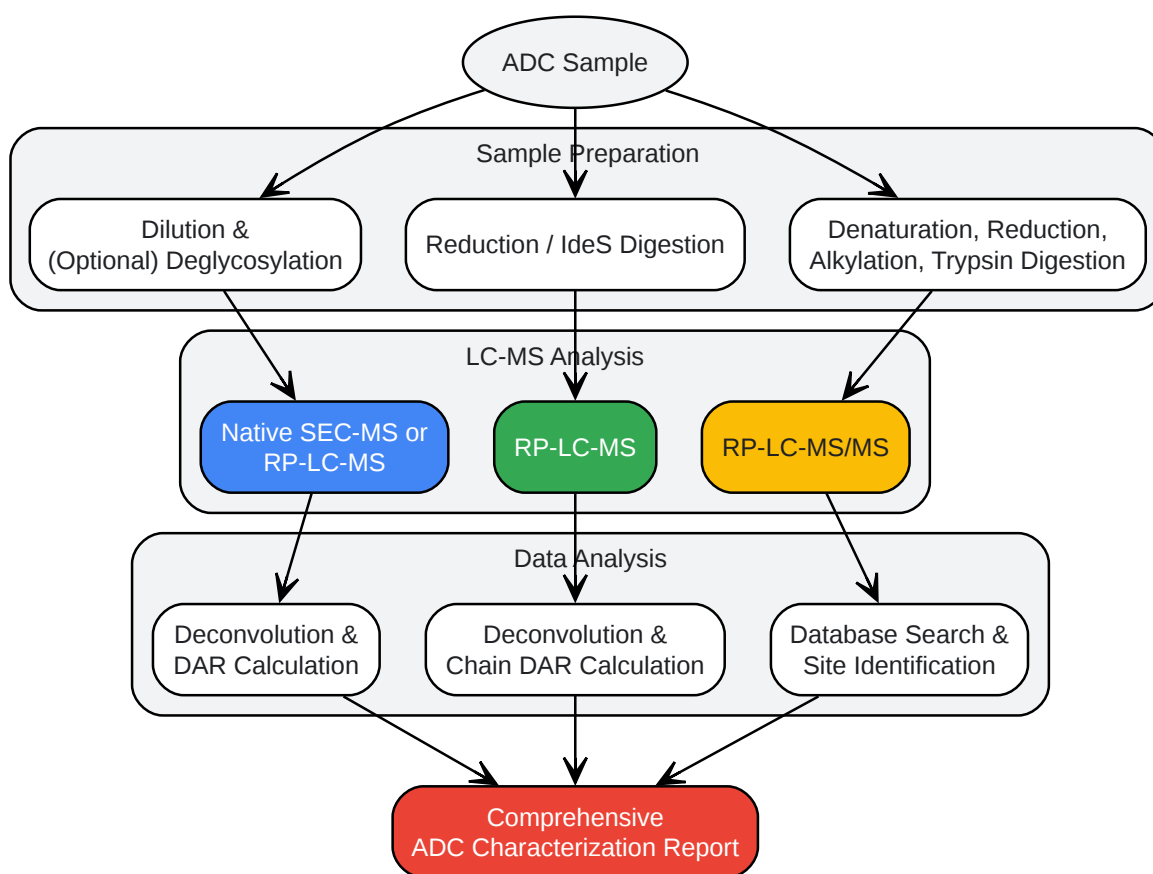 ADC Sample
Sample Preparation
Dilution &
(Optional) Deglycosylation
Reduction / IdeS Digestion
Denaturation, Reduction,
Alkylation, Trypsin Digestion
LC-MS Analysis
Native SEC-MS or
RP-LC-MS
RP-LC-MS
RP-LC-MS/MS
Data Analysis
Deconvolution &
DAR Calculation
Deconvolution &
Chain DAR Calculation
Database Search &
Site Identification
Comprehensive
ADC Characterization Report